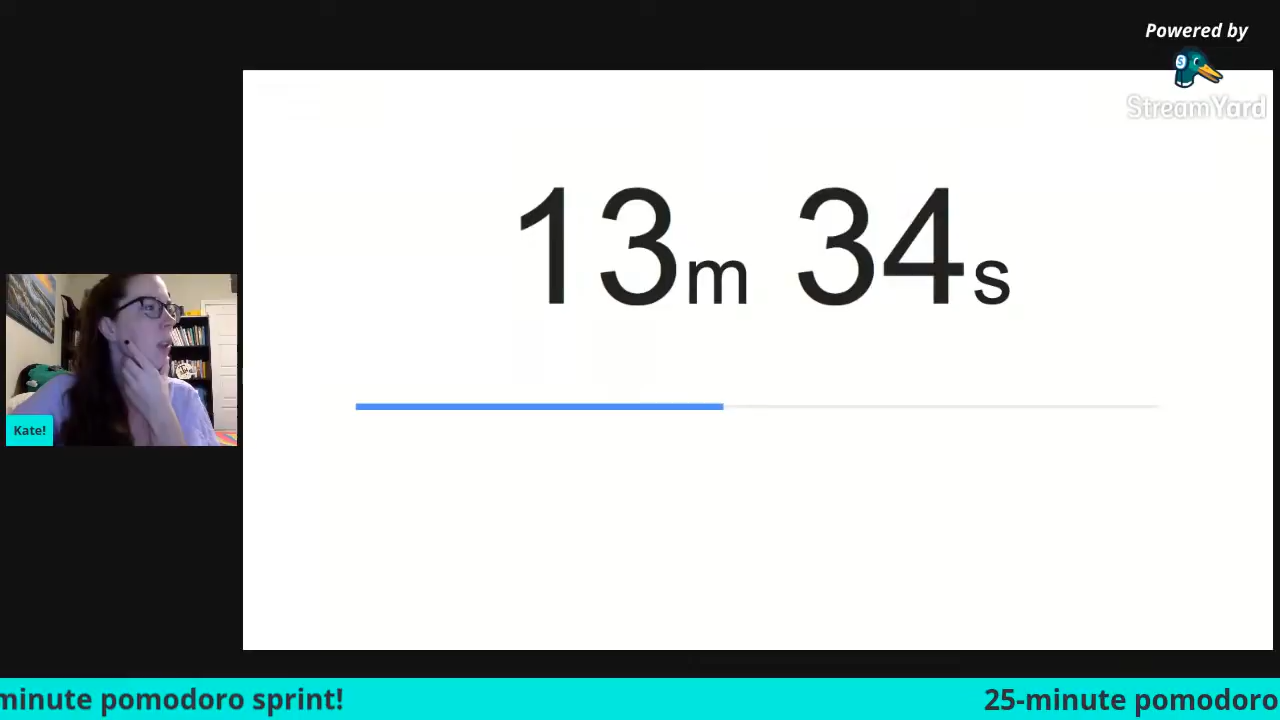 Powered by
StreamYard
13m 34s
Kate!
minute pomodoro sprint!
25-minute pomodoro